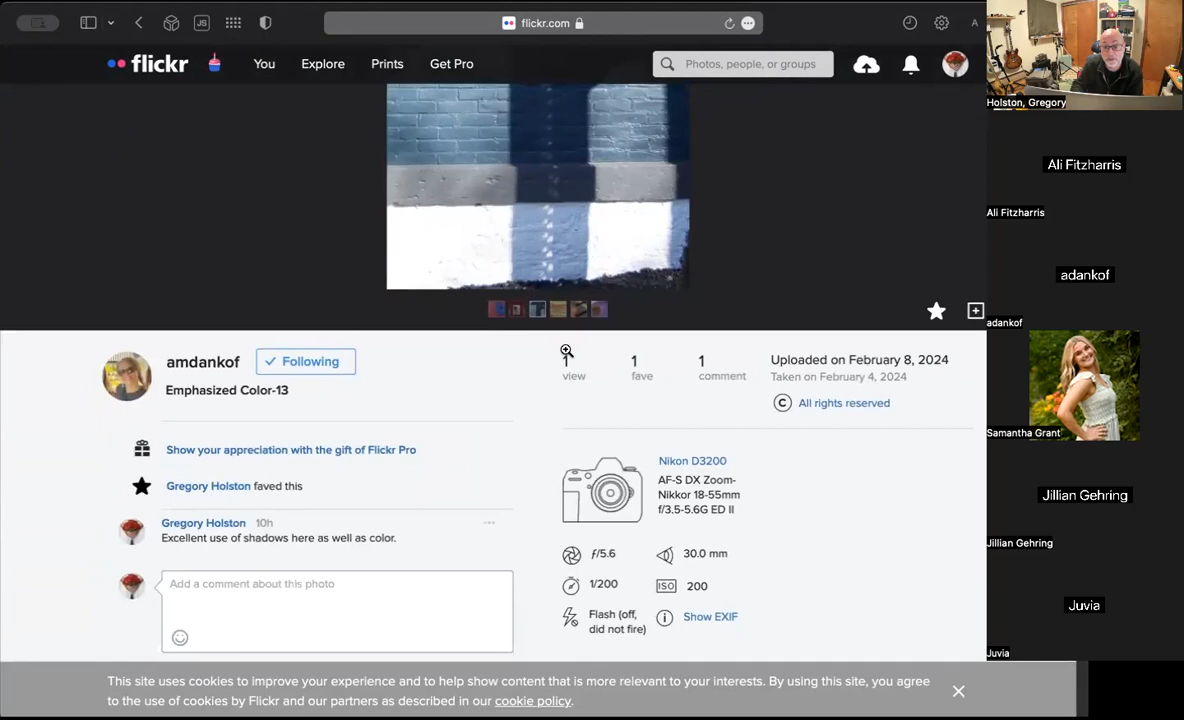 flickr.com
JS
A
flickr
You
Explore
Prints
Get Pro
Photos, people, or groups
Holston, Gregory
Ali Fitzharris
Ali Fitzharris
adankof
adankof
Samantha Grant
Jillian Gehring
Jillian Gehring
Juvia
Juvia
amdankof
Following
Emphasized Color-13
1
view
1
fave
1
comment
Uploaded on February 8, 2024
Taken on February 4, 2024
C All rights reserved
Show your appreciation with the gift of Flickr Pro
Gregory Holston faved this
Gregory Holston 10h
Excellent use of shadows here as well as color.
Add a comment about this photo
Nikon D3200
AF-S DX Zoom-
Nikkor 18-55mm
f/3.5-5.6G ED II
ƒ/5.6
30.0 mm
1/200
ISO 200
Flash (off,
did not fire)
Show EXIF
This site uses cookies to improve your experience and to help show content that is more relevant to your interests. By using this site, you agree
to the use of cookies by Flickr and our partners as described in our cookie policy.